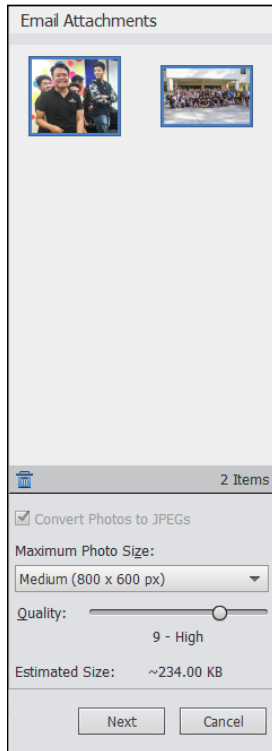 Email Attachments
2 Items
Convert Photos to JPEGs
Maximum Photo Size:
Medium (800 x 600 px)
Quality:
9 - High
Estimated Size: ~234.00 KB
Next Cancel